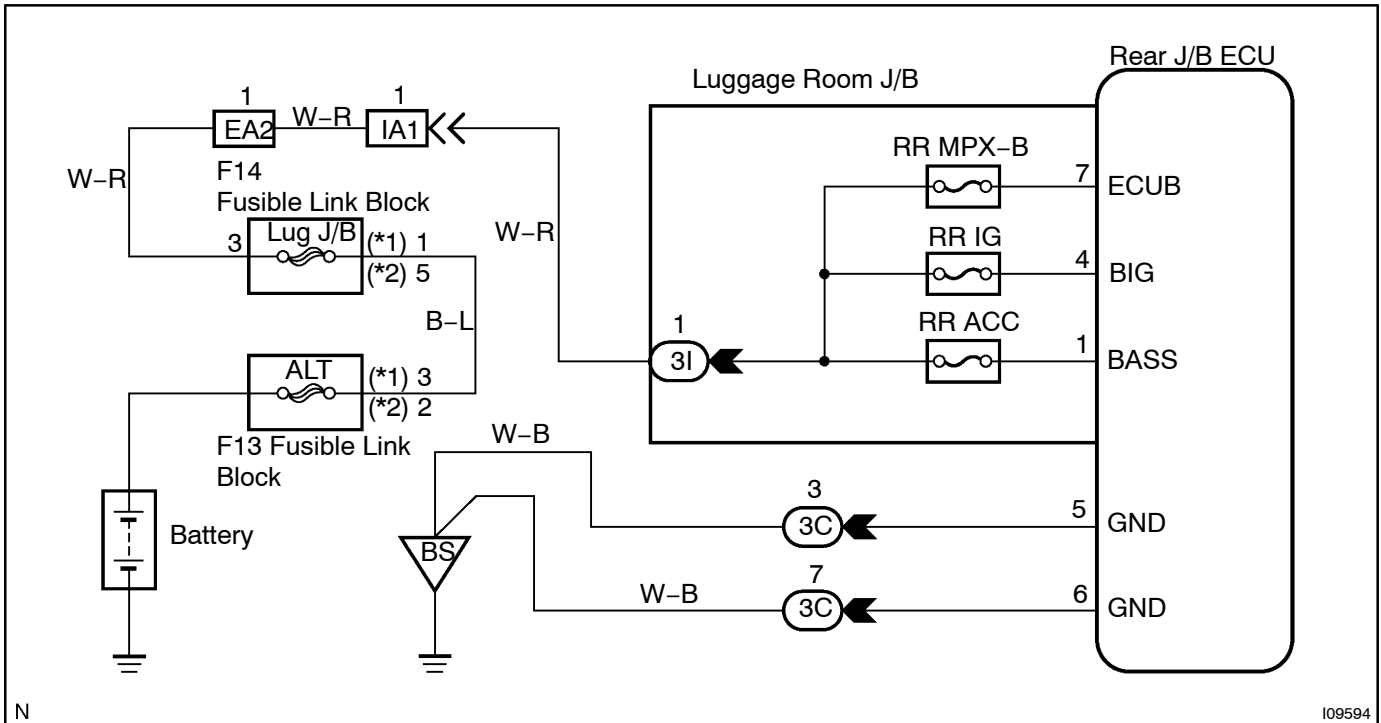 Rear J/B ECU
Luggage Room J/B
1
EA2
W-R
1
IA1
W-R
F14
Fusible Link Block
3
Lug J/B
(*1) 1
(*2) 5
B-L
ALT
(*1) 3
(*2) 2
F13 Fusible Link
Block
Battery
W-R
1
3I
RR MPX-B
7
ECUB
RR IG
4
BIG
RR ACC
1
BASS
W-B
BS
3
3C
5
GND
W-B
7
3C
6
GND
N
I09594